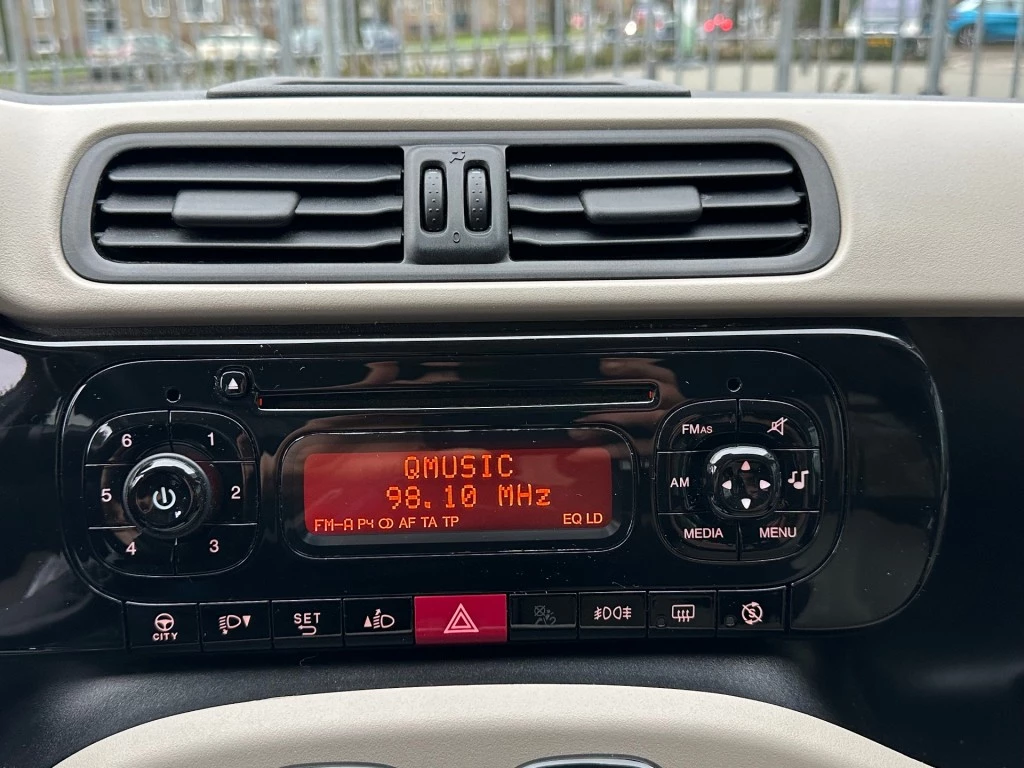 0
6 1
5 2
4 3
QMUSIC
98.10 MHz
FM-A P4 AF TA TP EQ LD
FMAS
AM
MEDIA MENU
CITY
SET